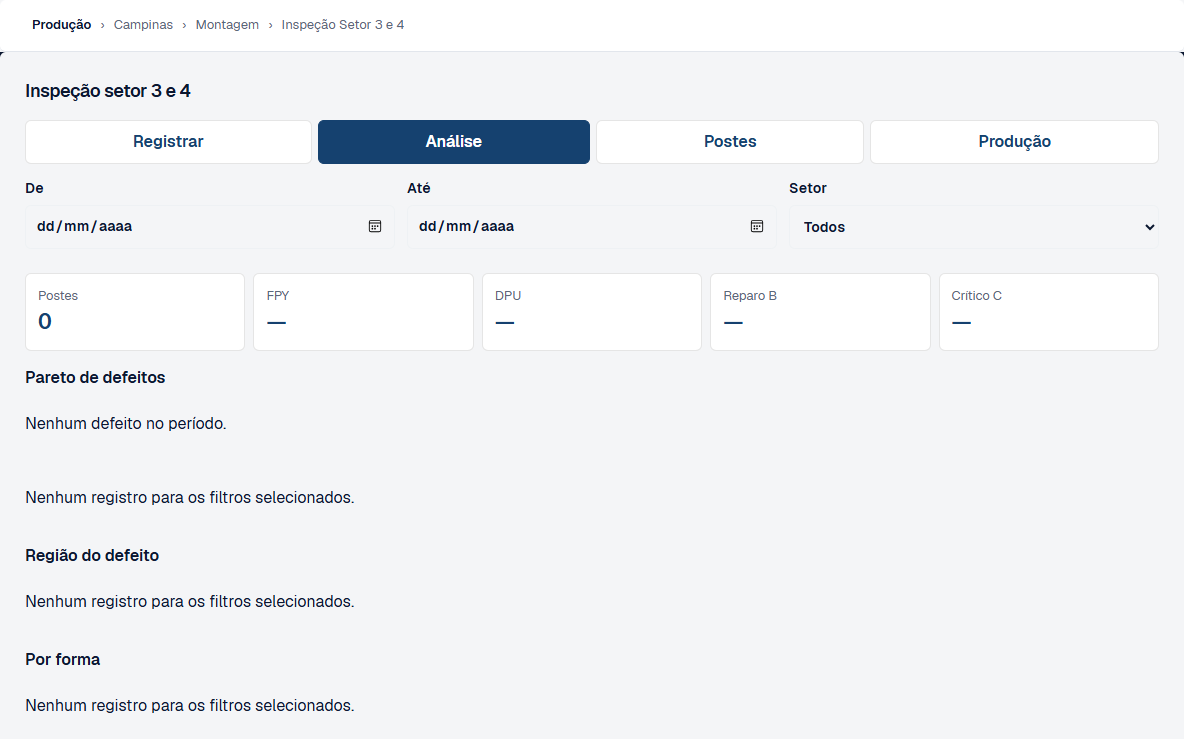 Produção › Campinas › Montagem › Inspeção Setor 3 e 4
Inspeção setor 3 e 4
Registrar Análise Postes Produção
De Até Setor
dd/mm/aaaa dd/mm/aaaa Todos
Postes FPY DPU Reparo B Crítico C
0 — — — —
Pareto de defeitos
Nenhum defeito no período.
Nenhum registro para os filtros selecionados.
Região do defeito
Nenhum registro para os filtros selecionados.
Por forma
Nenhum registro para os filtros selecionados.